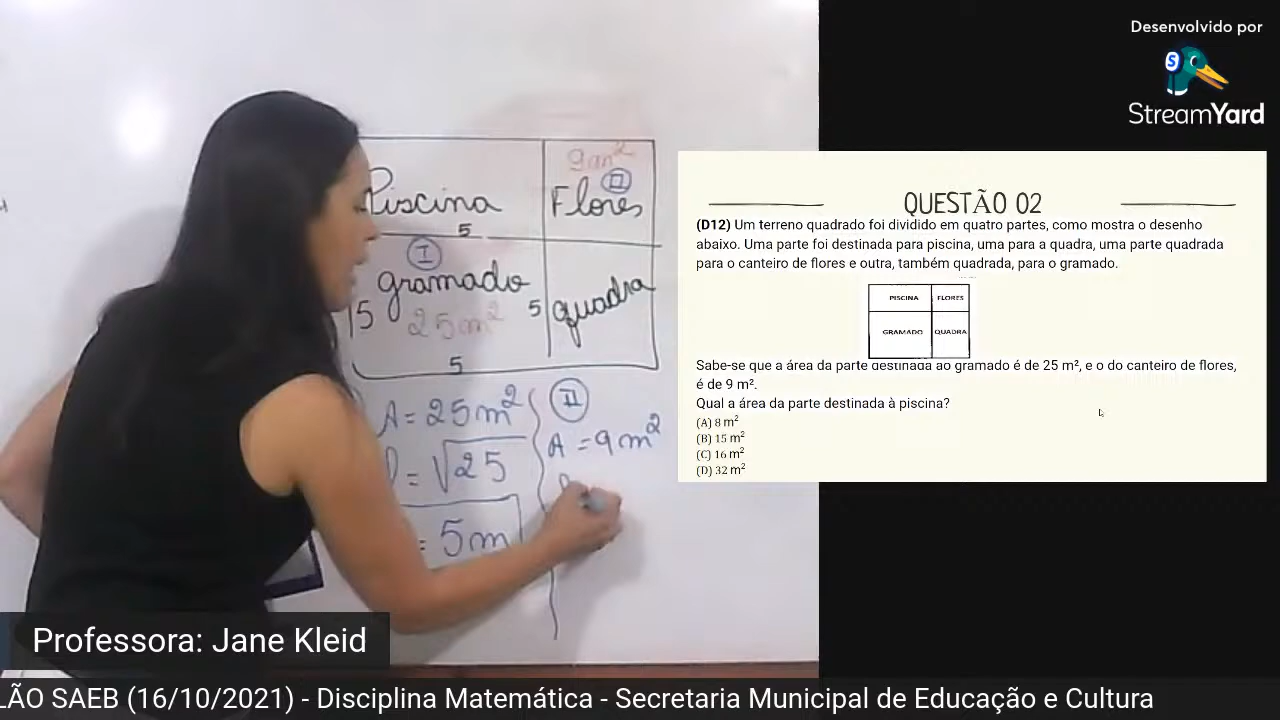 Desenvolvido por
StreamYard
Piscina
9m²
II
Flores
5
I
gramado
5
25m²
5
5
quadra
A = 25m²
l = √25
= 5m
II
A = 9m²
l
QUESTÃO 02
(D12) Um terreno quadrado foi dividido em quatro partes, como mostra o desenho
abaixo. Uma parte foi destinada para piscina, uma para a quadra, uma parte quadrada
para o canteiro de flores e outra, também quadrada, para o gramado.
PISCINA
FLORES
GRAMADO
QUADRA
Sabe-se que a área da parte destinada ao gramado é de 25 m², e o do canteiro de flores,
é de 9 m².
Qual a área da parte destinada à piscina?
(A) 8 m²
(B) 15 m²
(C) 16 m²
(D) 32 m²
Professora: Jane Kleid
LÃO SAEB (16/10/2021) - Disciplina Matemática - Secretaria Municipal de Educação e Cultura